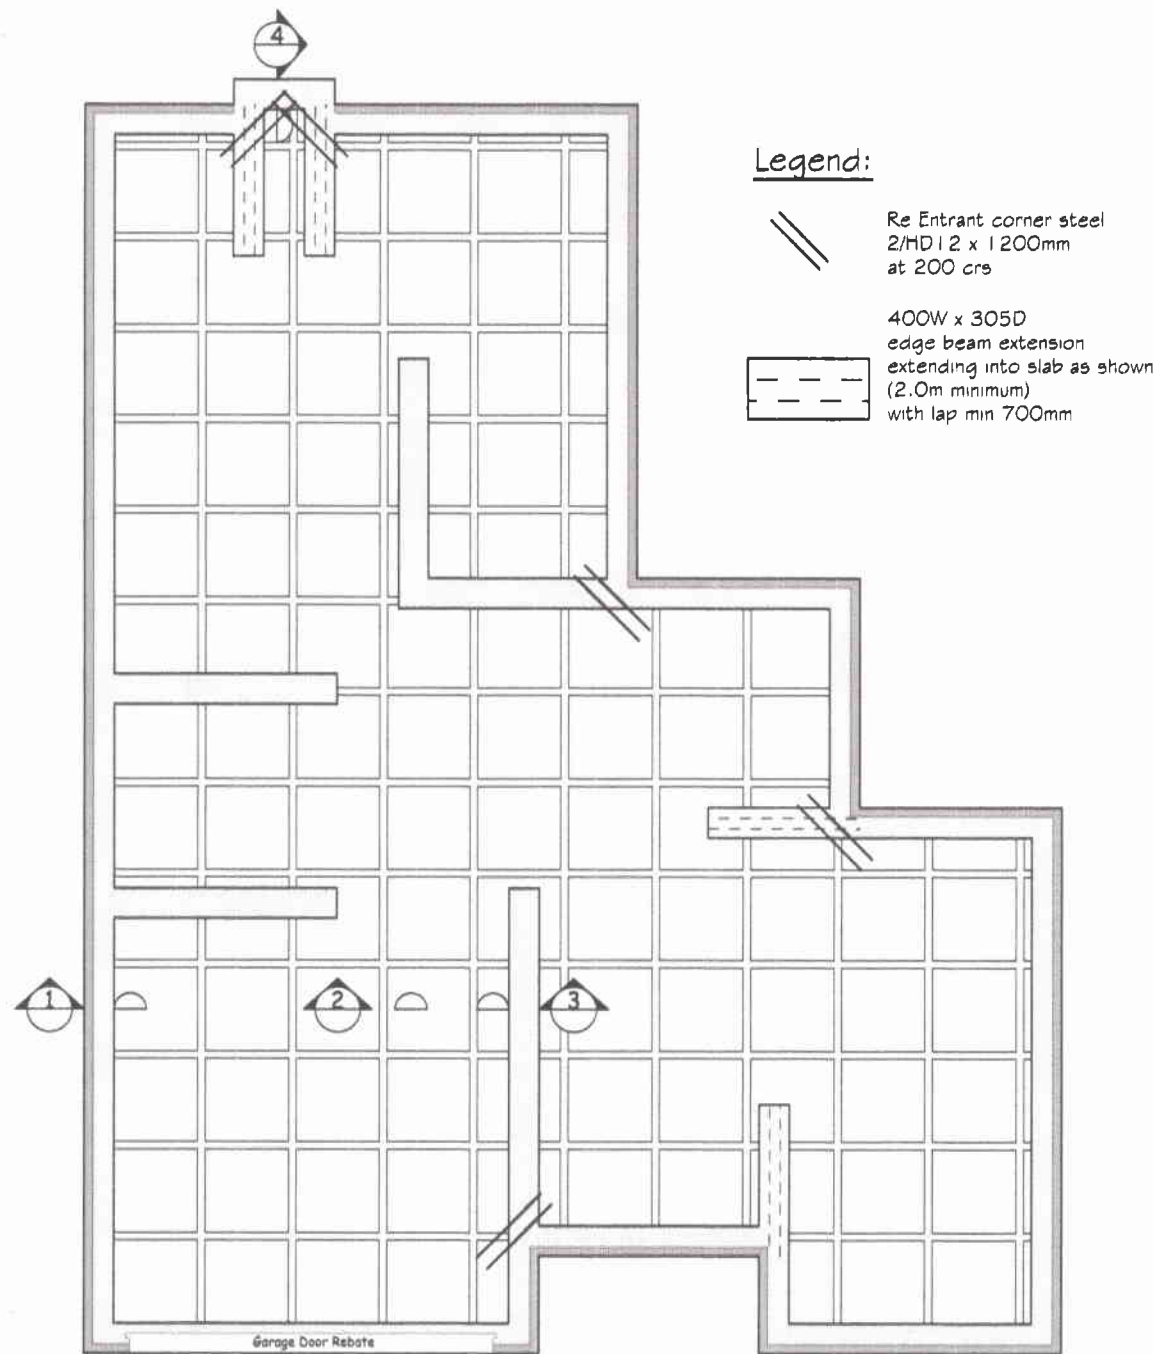 4
Legend:
Re Entrant corner steel
2/HD12 x 1200mm
at 200 crs
400W x 305D
edge beam extension
extending into slab as shown
(2.0m minimum)
with lap min 700mm
1
2
3
Garage Door Rebate